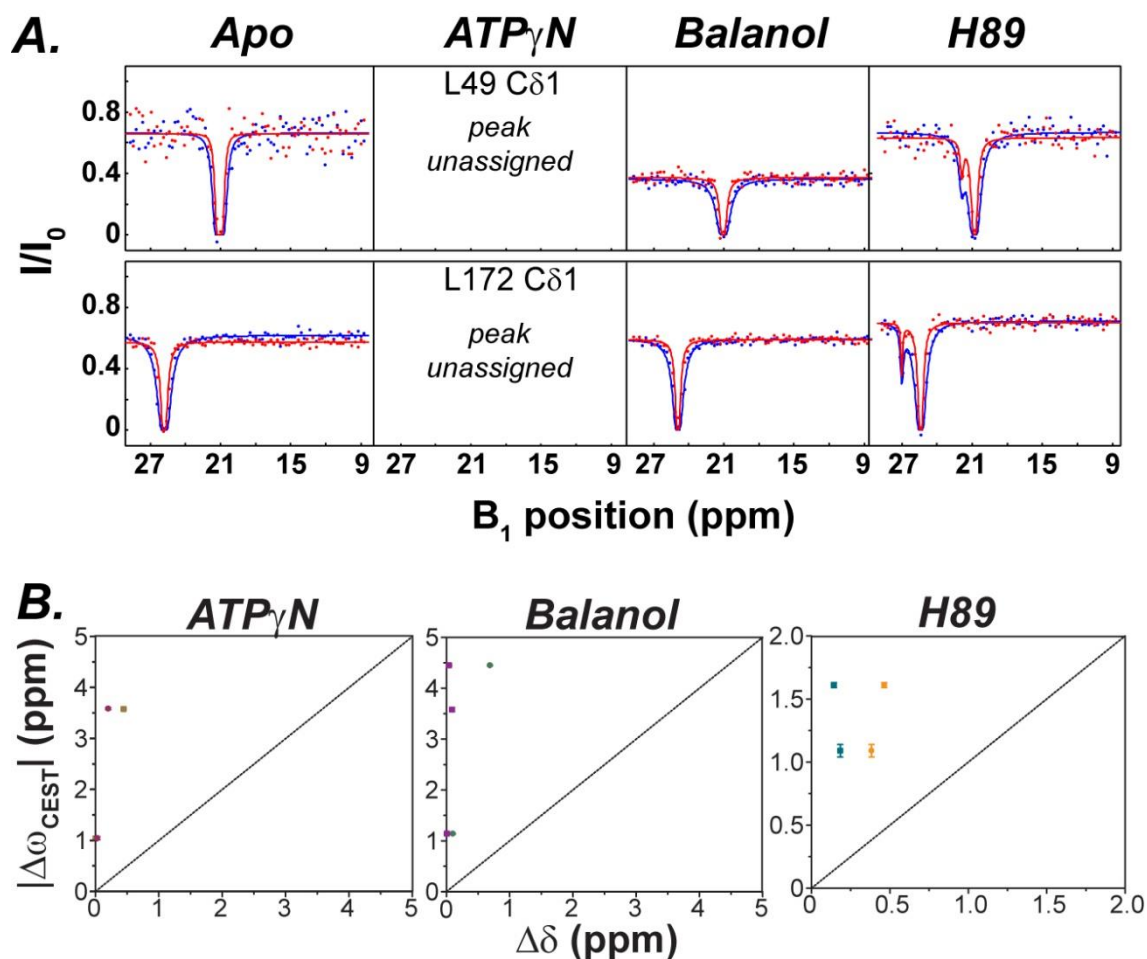 A.
Apo ATPγN Balanol H89
I/I0
0.8
0.4
0
L49 Cδ1
peak
unassigned
0.8
0.4
0
L172 Cδ1
peak
unassigned
27 21 15 9 27 21 15 9 27 21 15 9 27 21 15 9
B1 position (ppm)
B.
ATPγN Balanol H89
|ΔωCEST| (ppm)
5
4
3
2
1
0
0 1 2 3 4 5
5
4
3
2
1
0
0 1 2 3 4 5
2.0
1.5
1.0
0.5
0
0 0.5 1.0 1.5 2.0
Δδ (ppm)